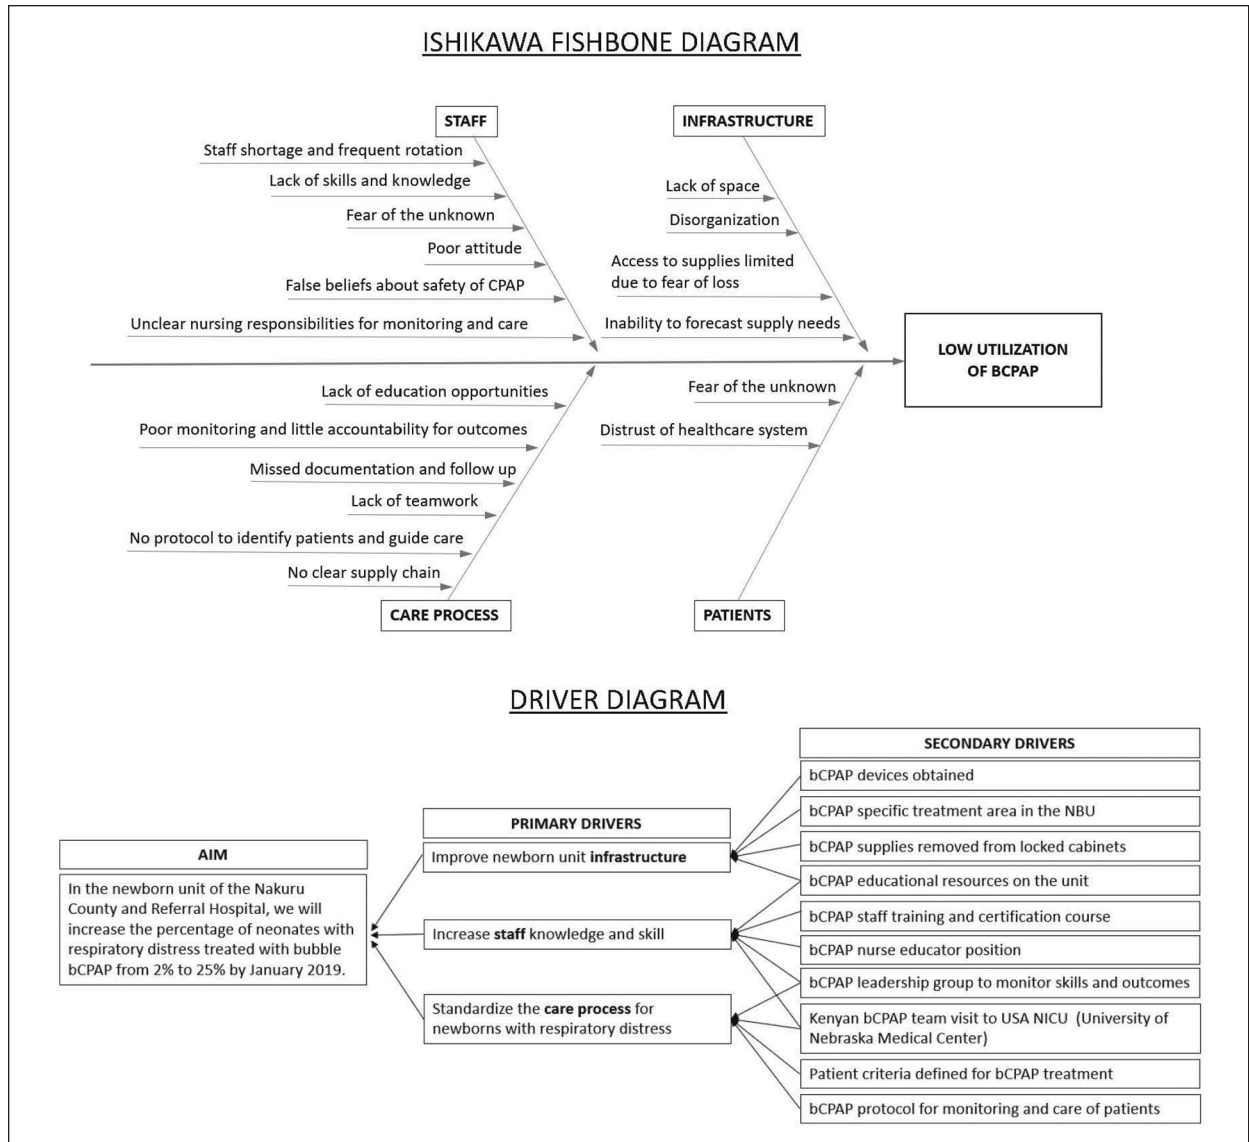 ISHIKAWA FISHBONE DIAGRAM
STAFF
Staff shortage and frequent rotation
Lack of skills and knowledge
Fear of the unknown
Poor attitude
False beliefs about safety of CPAP
Unclear nursing responsibilities for monitoring and care
INFRASTRUCTURE
Lack of space
Disorganization
Access to supplies limited
due to fear of loss
Inability to forecast supply needs
LOW UTILIZATION
OF BCPAP
Lack of education opportunities
Poor monitoring and little accountability for outcomes
Missed documentation and follow up
Lack of teamwork
No protocol to identify patients and guide care
No clear supply chain
CARE PROCESS
Fear of the unknown
Distrust of healthcare system
PATIENTS
DRIVER DIAGRAM
AIM
In the newborn unit of the Nakuru
County and Referral Hospital, we will
increase the percentage of neonates with
respiratory distress treated with bubble
bCPAP from 2% to 25% by January 2019.
PRIMARY DRIVERS
Improve newborn unit infrastructure
Increase staff knowledge and skill
Standardize the care process for
newborns with respiratory distress
SECONDARY DRIVERS
bCPAP devices obtained
bCPAP specific treatment area in the NBU
bCPAP supplies removed from locked cabinets
bCPAP educational resources on the unit
bCPAP staff training and certification course
bCPAP nurse educator position
bCPAP leadership group to monitor skills and outcomes
Kenyan bCPAP team visit to USA NICU (University of
Nebraska Medical Center)
Patient criteria defined for bCPAP treatment
bCPAP protocol for monitoring and care of patients